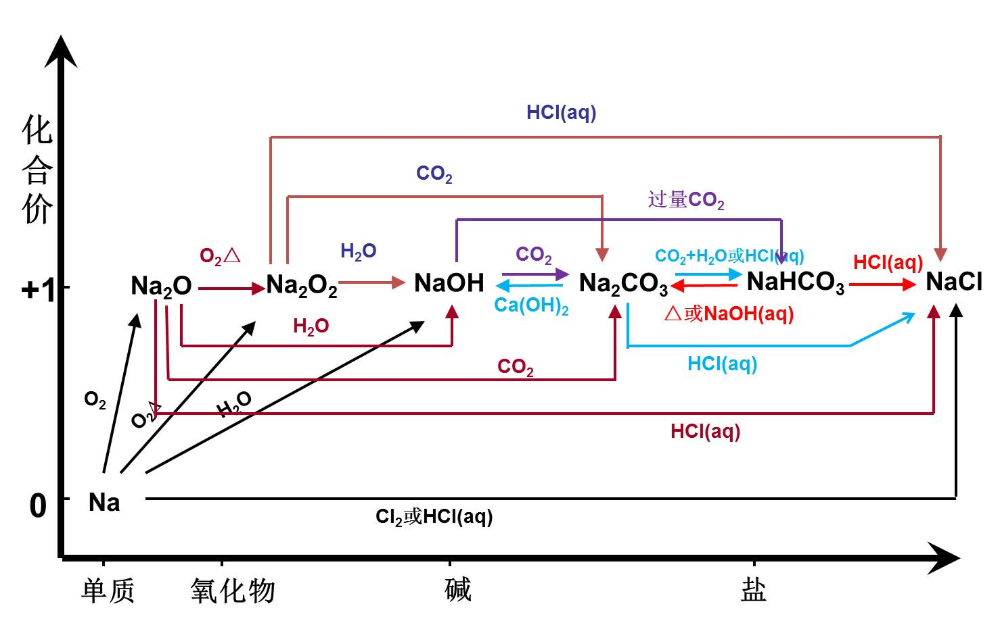 化合价
HCl(aq)
CO₂
过量CO₂
O₂△
H₂O
CO₂
CO₂+H₂O或HCl(aq)
HCl(aq)
+1
Na₂O
Na₂O₂
NaOH
Na₂CO₃
NaHCO₃
NaCl
Ca(OH)₂
△或NaOH(aq)
H₂O
HCl(aq)
CO₂
O₂
O₂△
H₂O
HCl(aq)
0
Na
Cl₂或HCl(aq)
单质
氧化物
碱
盐